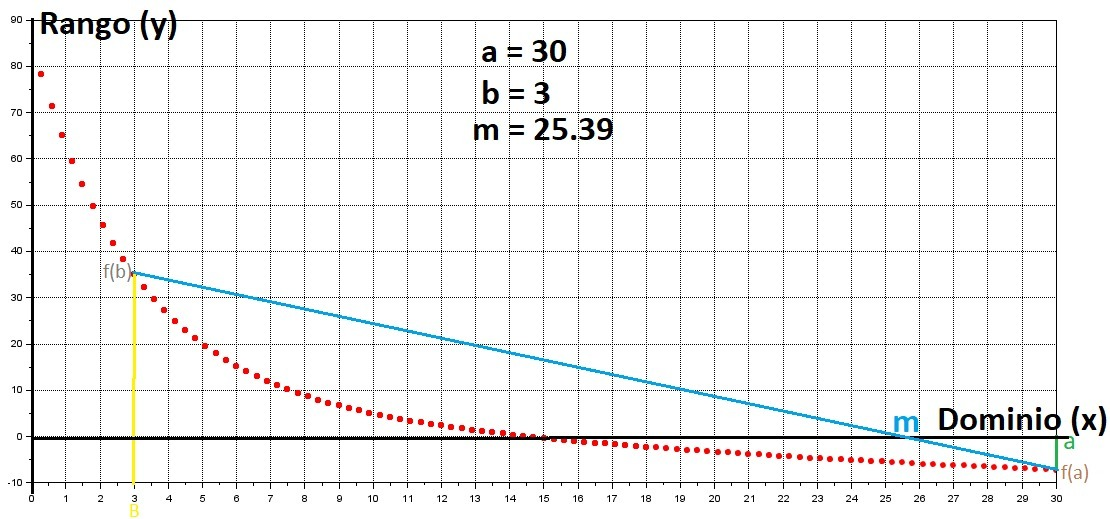 Rango (y)
a = 30
b = 3
m = 25.39
90
80
70
60
50
40
f(b)
30
20
10
m Dominio (x)
0
a
f(a)
-10
0 1 2 3 4 5 6 7 8 9 10 11 12 13 14 15 16 17 18 19 20 21 22 23 24 25 26 27 28 29 30
B